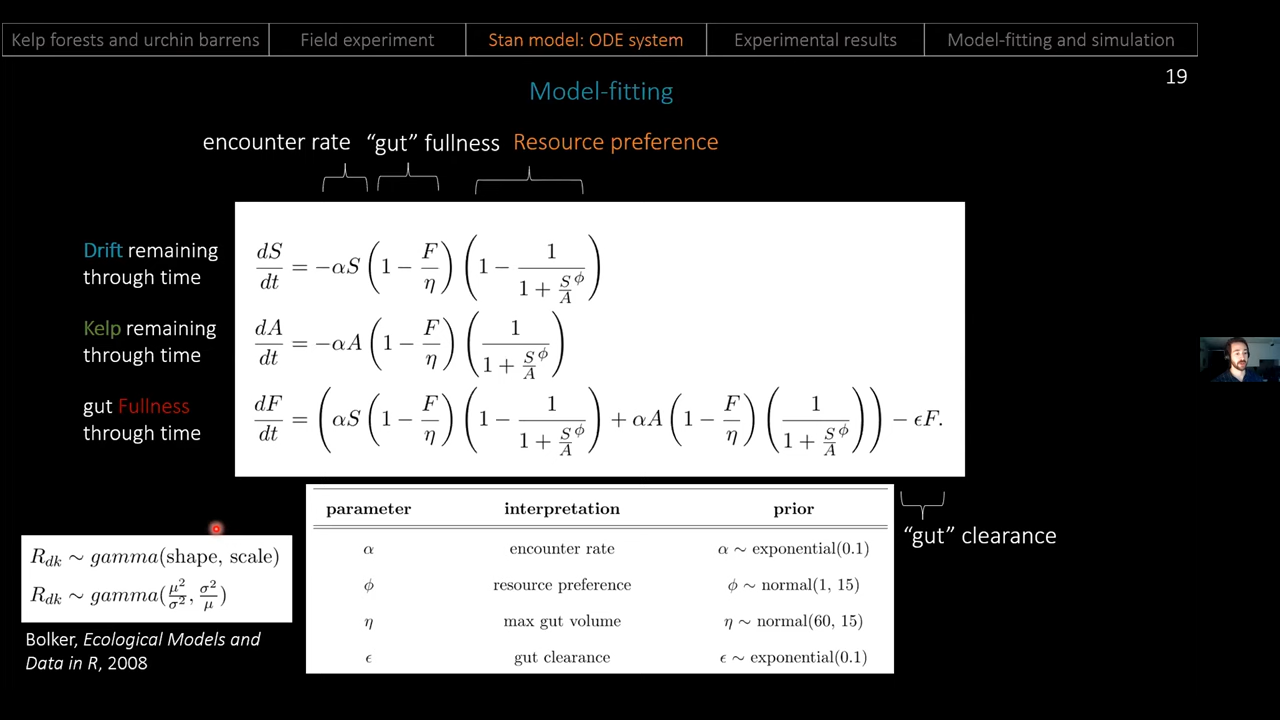 Kelp forests and urchin barrens Field experiment Stan model: ODE system Experimental results Model-fitting and simulation
19
Model-fitting
encounter rate “gut” fullness Resource preference
Drift remaining
through time
dS/dt = −αS (1 − F/η) (1 − 1/(1 + S/A^ϕ))
Kelp remaining
through time
dA/dt = −αA (1 − F/η) (1/(1 + S/A^ϕ))
gut Fullness
through time
dF/dt = (αS (1 − F/η) (1 − 1/(1 + S/A^ϕ)) + αA (1 − F/η) (1/(1 + S/A^ϕ))) − ϵF.
“gut” clearance
parameter interpretation prior
α encounter rate α ∼ exponential(0.1)
ϕ resource preference ϕ ∼ normal(1, 15)
η max gut volume η ∼ normal(60, 15)
ϵ gut clearance ϵ ∼ exponential(0.1)
R_dk ∼ gamma(shape, scale)
R_dk ∼ gamma(μ²/σ², σ²/μ)
Bolker, Ecological Models and
Data in R, 2008